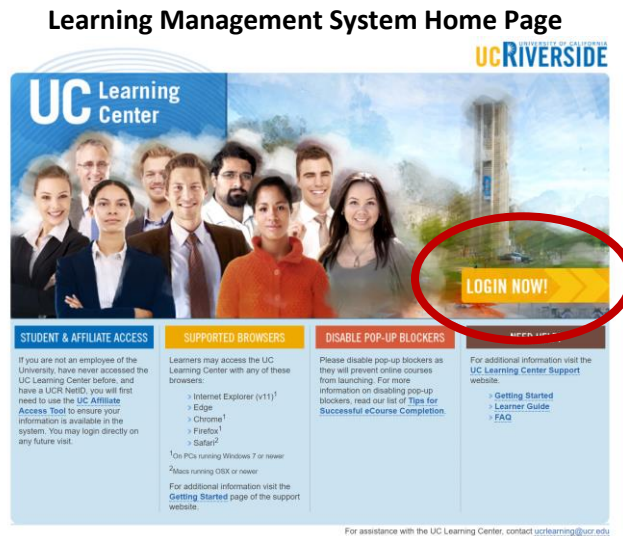 Learning Management System Home Page
UNIVERSITY OF CALIFORNIA
UCRIVERSIDE
UC Learning
Center
LOGIN NOW!
STUDENT & AFFILIATE ACCESS
If you are not an employee of the
University, have never accessed the
UC Learning Center before, and
have a UCR NetID, you will first
need to use the UC Affiliate
Access Tool to ensure your
information is available in the
system. You may login directly on
any future visit.
SUPPORTED BROWSERS
Learners may access the UC
Learning Center with any of these
browsers:
> Internet Explorer (v11)1
> Edge
> Chrome1
> Firefox1
> Safari2
1On PCs running Windows 7 or newer
2Macs running OSX or newer
For additional information visit the
Getting Started page of the support
website.
DISABLE POP-UP BLOCKERS
Please disable pop-up blockers as
they will prevent online courses
from launching. For more
information on disabling pop-up
blockers, read our list of Tips for
Successful eCourse Completion.
NEED HELP?
For additional information visit the
UC Learning Center Support
website.
> Getting Started
> Learner Guide
> FAQ
For assistance with the UC Learning Center, contact ucrlearning@ucr.edu